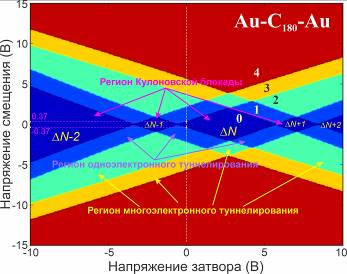 Au-C180-Au
Напряжение смещения (В)
15
10
5
0
-5
-10
-15
4
3
2
1
0
Регион Кулоновской блокады
0.37
-0.37
ΔN-2
ΔN-1
ΔN
ΔN+1
ΔN+2
Регион одноэлектронного туннелирования
Регион многоэлектронного туннелирования
-10
-5
0
5
10
Напряжение затвора (В)